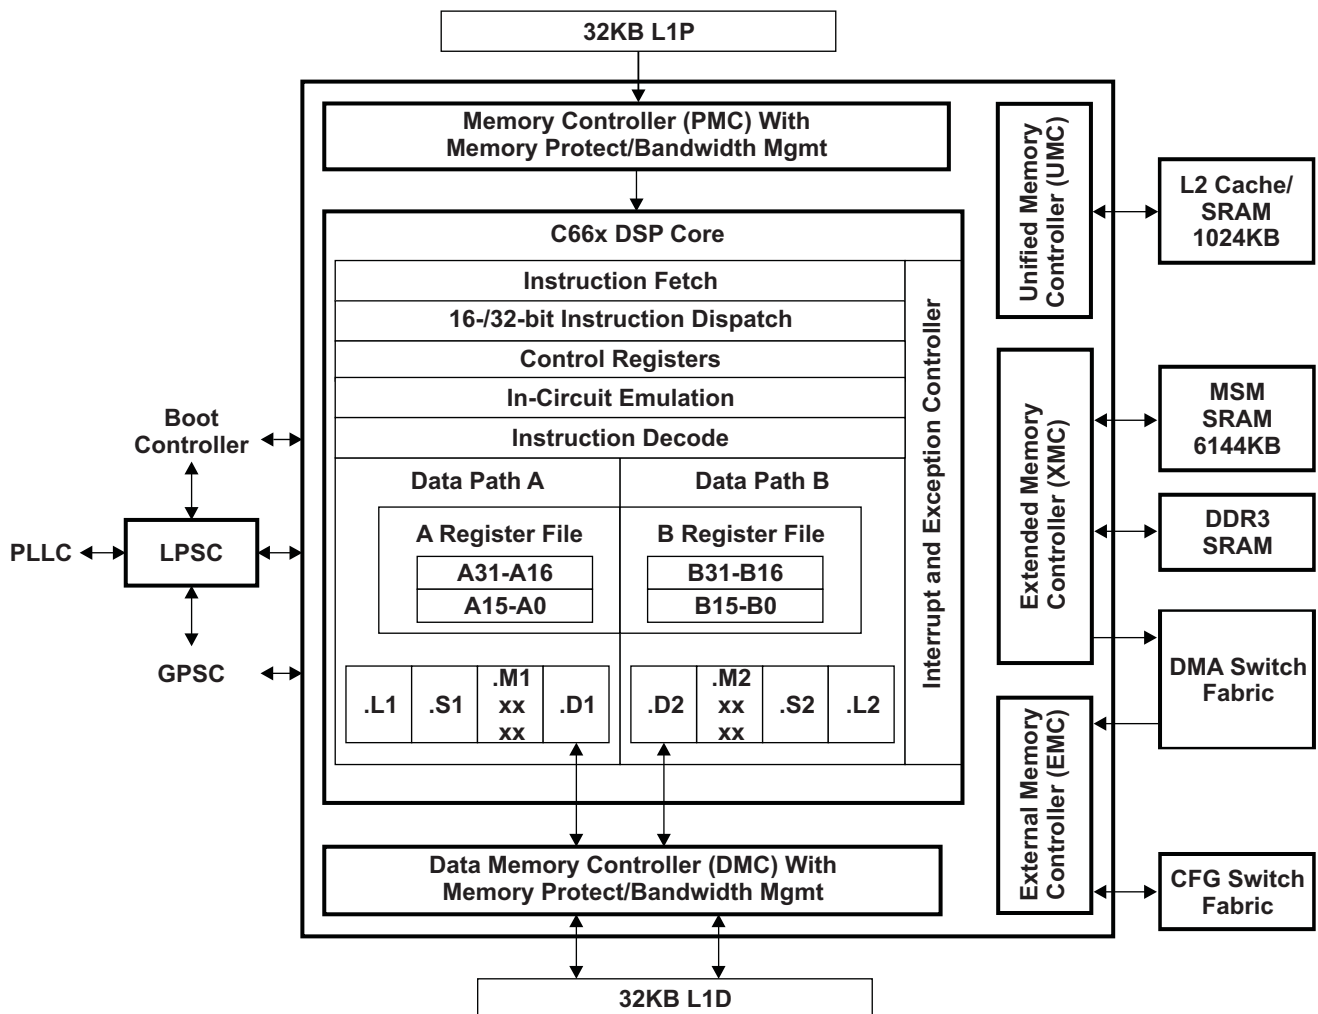 32KB L1P
Memory Controller (PMC) With
Memory Protect/Bandwidth Mgmt
C66x DSP Core
Instruction Fetch
16-/32-bit Instruction Dispatch
Control Registers
In-Circuit Emulation
Instruction Decode
Data Path A
Data Path B
A Register File
B Register File
A31-A16
B31-B16
A15-A0
B15-B0
.L1
.S1
.M1
xx
xx
.D1
.D2
.M2
xx
xx
.S2
.L2
Interrupt and Exception Controller
Data Memory Controller (DMC) With
Memory Protect/Bandwidth Mgmt
32KB L1D
Boot
Controller
PLLC
LPSC
GPSC
Unified Memory
Controller (UMC)
Extended Memory
Controller (XMC)
External Memory
Controller (EMC)
L2 Cache/
SRAM
1024KB
MSM
SRAM
6144KB
DDR3
SRAM
DMA Switch
Fabric
CFG Switch
Fabric